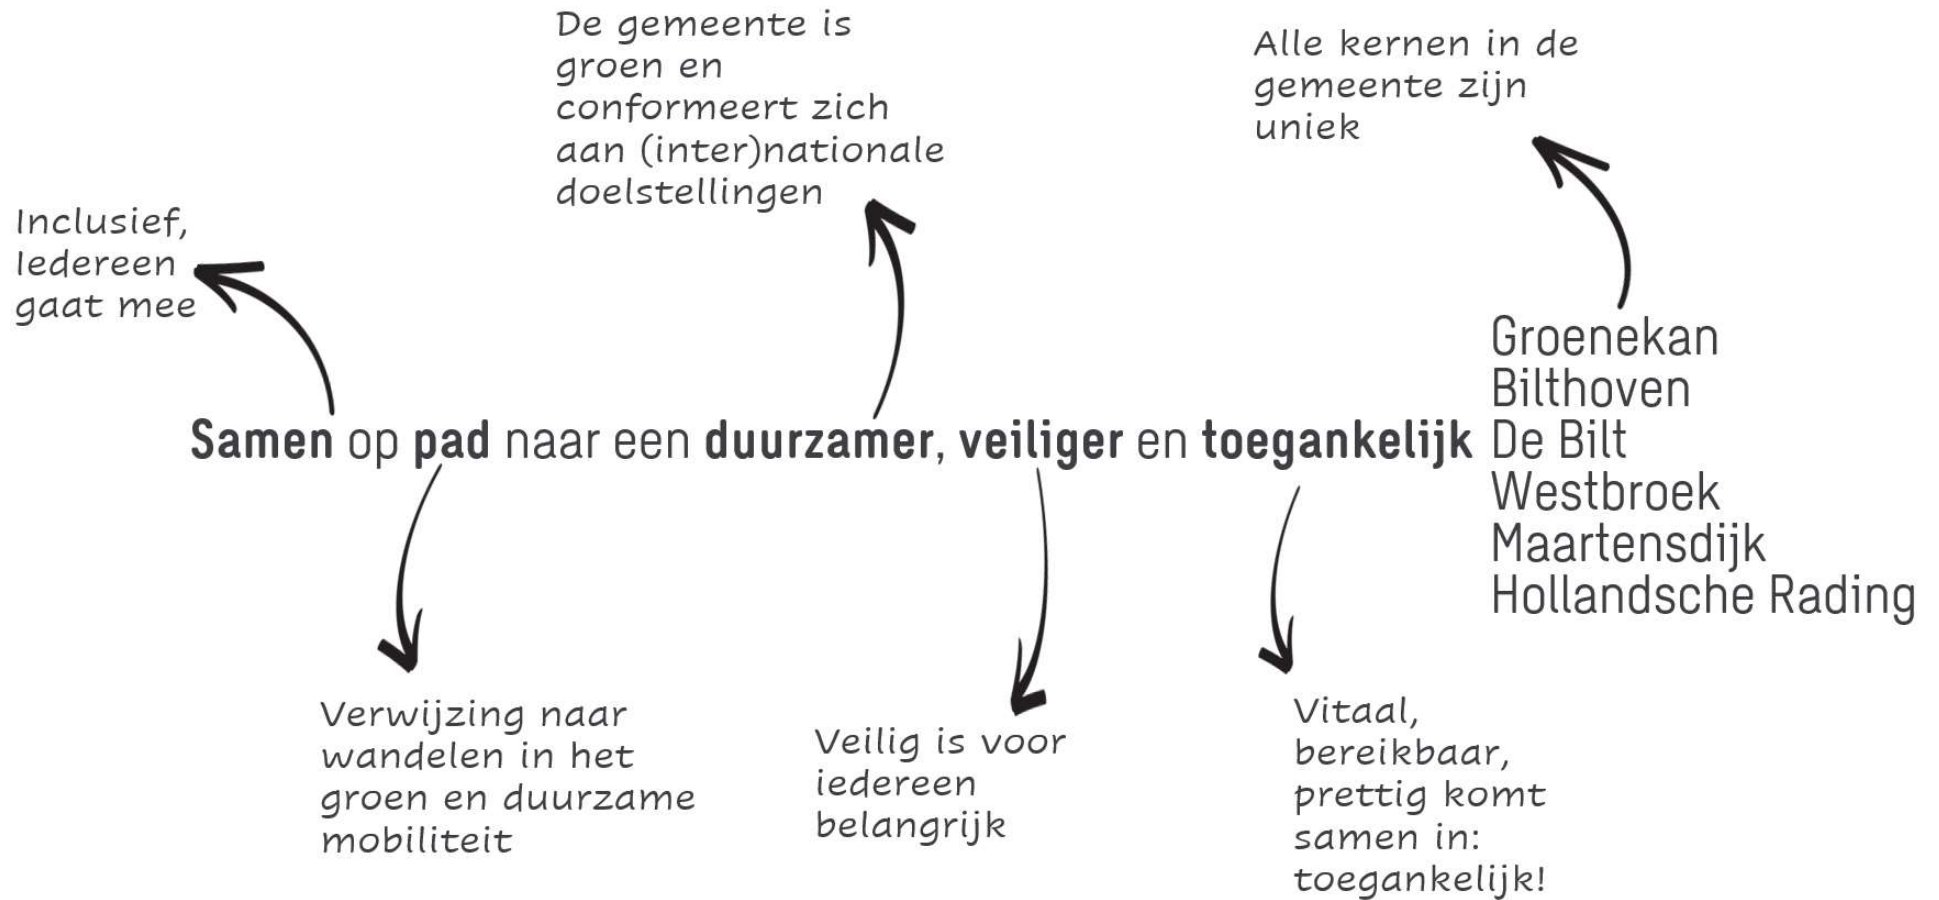 De gemeente is
groen en
conformeert zich
aan (inter)nationale
doelstellingen
Alle kernen in de
gemeente zijn
uniek
Inclusief,
Iedereen
gaat mee
Samen op pad naar een duurzamer, veiliger en toegankelijk
Groenekan
Bilthoven
De Bilt
Westbroek
Maartensdijk
Hollandsche Rading
Verwijzing naar
wandelen in het
groen en duurzame
mobiliteit
Veilig is voor
iedereen
belangrijk
Vitaal,
bereikbaar,
prettig komt
samen in:
toegankelijk!